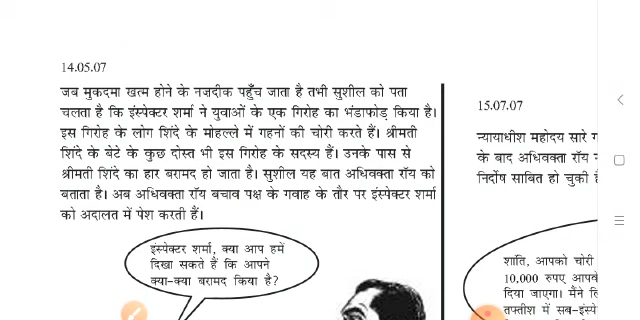 14.05.07
जब मुकदमा खत्म होने के नज़दीक पहुँच जाता है तभी सुशील को पता
चलता है कि इंस्पेक्टर शर्मा ने युवाओं के एक गिरोह का भंडाफोड़ किया है।
इस गिरोह के लोग शिंदे के मोहल्ले में गहनों की चोरी करते हैं। श्रीमती
शिंदे के बेटे के कुछ दोस्त भी इस गिरोह के सदस्य हैं। उनके पास से
श्रीमती शिंदे का हार बरामद हो जाता है। सुशील यह बात अधिवक्ता रॉय को
बताता है। अब अधिवक्ता रॉय बचाव पक्ष के गवाह के तौर पर इंस्पेक्टर शर्मा
को अदालत में पेश करती हैं।
इंस्पेक्टर शर्मा, क्या आप हमें
दिखा सकते हैं कि आपने
क्या-क्या बरामद किया है?
15.07.07
न्यायाधीश महोदय सारे
के बाद अधिवक्ता रॉय
निर्दोष साबित हो चुकी
शांति, आपको चोरी
10,000 रुपए आपके
दिया जाएगा। मैंने
तफ्तीश में सब-इंस्पे